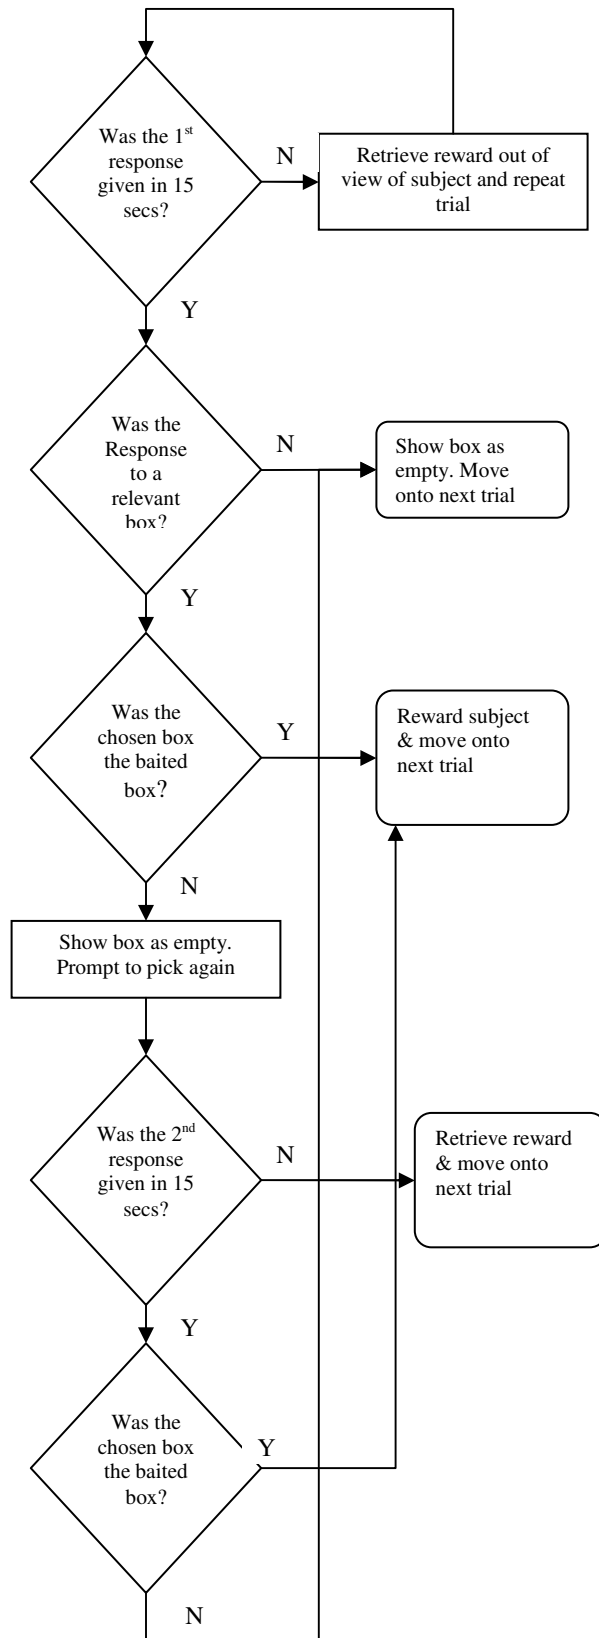 Was the 1st
response
given in 15
secs?
N
Retrieve reward out of
view of subject and repeat
trial
Y
Was the
Response
to a
relevant
box?
N
Show box as
empty. Move
onto next trial
Y
Was the
chosen box
the baited
box?
Y
Reward subject
& move onto
next trial
N
Show box as empty.
Prompt to pick again
Was the 2nd
response
given in 15
secs?
N
Retrieve reward
& move onto
next trial
Y
Was the
chosen box
the baited
box?
Y
N